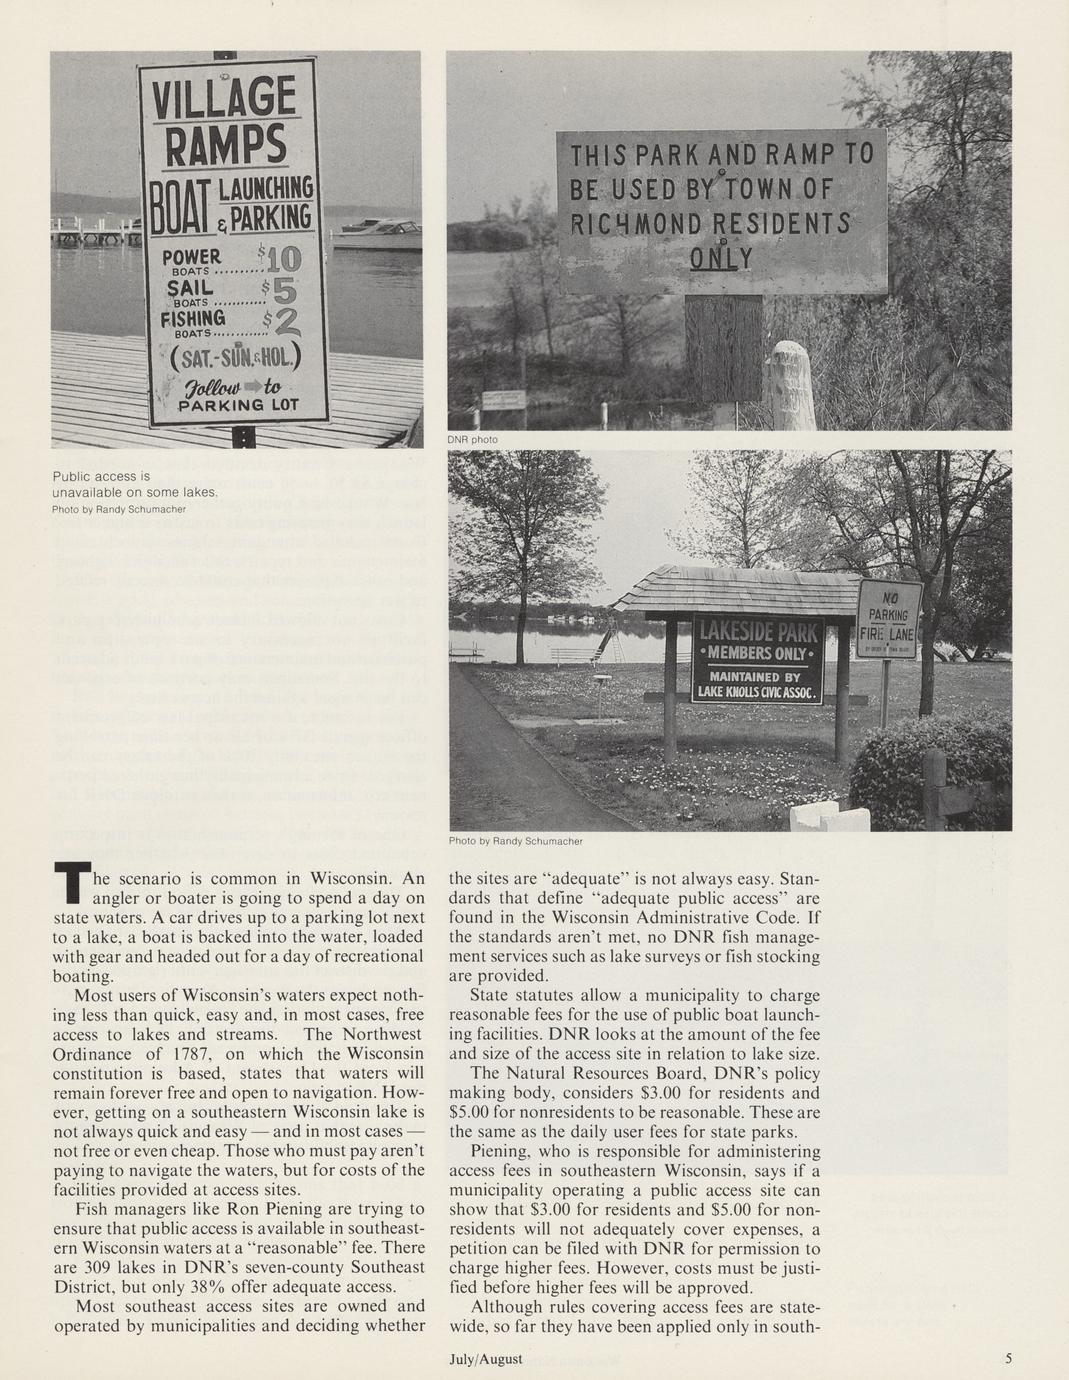 VILLAGE
RAMPS
BOAT LAUNCHING
& PARKING
POWER
BOATS .......... $10
SAIL
BOATS ........... $5
FISHING
BOATS ............ $2
(SAT.-SUN.&HOL.)
Follow → to
PARKING LOT
THIS PARK AND RAMP TO
BE USED BY TOWN OF
RICHMOND RESIDENTS
ONLY
DNR photo
Public access is
unavailable on some lakes.
Photo by Randy Schumacher
LAKESIDE PARK
• MEMBERS ONLY •
MAINTAINED BY
LAKE KNOLLS CIVIC ASSOC.
NO
PARKING
FIRE LANE
Photo by Randy Schumacher
The scenario is common in Wisconsin. An
angler or boater is going to spend a day on
state waters. A car drives up to a parking lot next
to a lake, a boat is backed into the water, loaded
with gear and headed out for a day of recreational
boating.
Most users of Wisconsin's waters expect noth-
ing less than quick, easy and, in most cases, free
access to lakes and streams. The Northwest
Ordinance of 1787, on which the Wisconsin
constitution is based, states that waters will
remain forever free and open to navigation. How-
ever, getting on a southeastern Wisconsin lake is
not always quick and easy — and in most cases —
not free or even cheap. Those who must pay aren't
paying to navigate the waters, but for costs of the
facilities provided at access sites.
Fish managers like Ron Piening are trying to
ensure that public access is available in southeast-
ern Wisconsin waters at a "reasonable" fee. There
are 309 lakes in DNR's seven-county Southeast
District, but only 38% offer adequate access.
Most southeast access sites are owned and
operated by municipalities and deciding whether
the sites are "adequate" is not always easy. Stan-
dards that define "adequate public access" are
found in the Wisconsin Administrative Code. If
the standards aren't met, no DNR fish manage-
ment services such as lake surveys or fish stocking
are provided.
State statutes allow a municipality to charge
reasonable fees for the use of public boat launch-
ing facilities. DNR looks at the amount of the fee
and size of the access site in relation to lake size.
The Natural Resources Board, DNR's policy
making body, considers $3.00 for residents and
$5.00 for nonresidents to be reasonable. These are
the same as the daily user fees for state parks.
Piening, who is responsible for administering
access fees in southeastern Wisconsin, says if a
municipality operating a public access site can
show that $3.00 for residents and $5.00 for non-
residents will not adequately cover expenses, a
petition can be filed with DNR for permission to
charge higher fees. However, costs must be justi-
fied before higher fees will be approved.
Although rules covering access fees are state-
wide, so far they have been applied only in south-
July/August
5